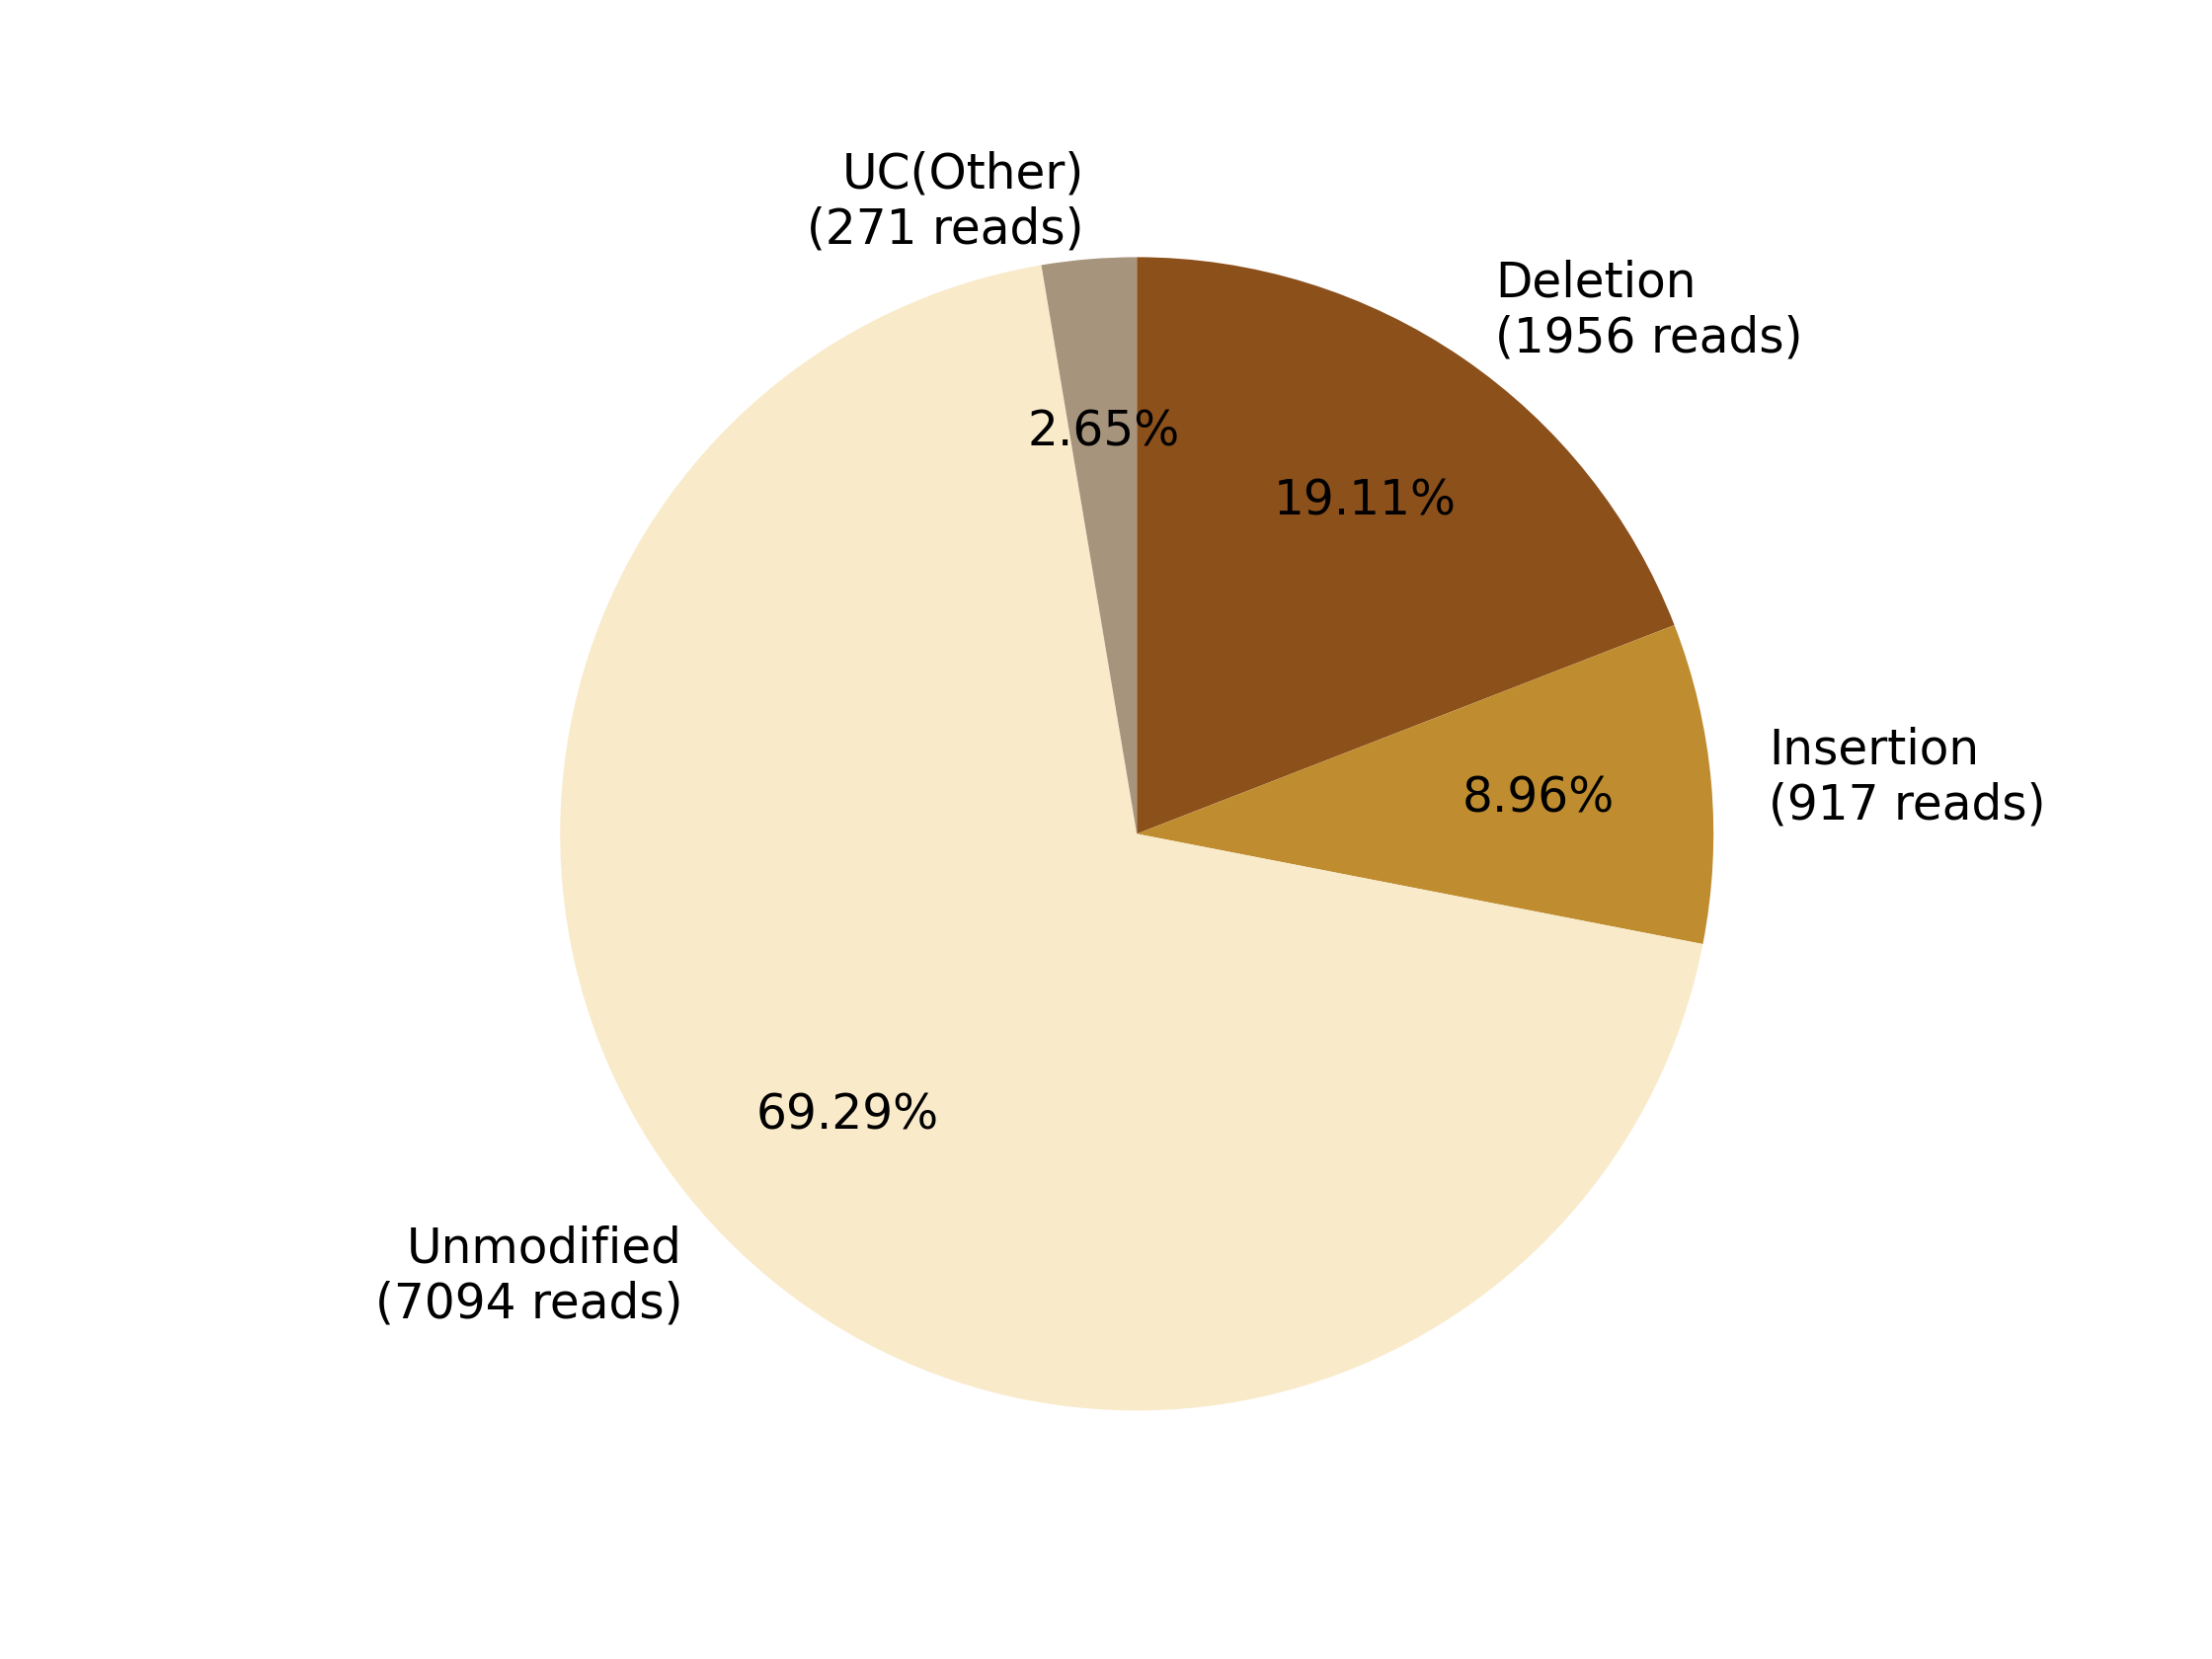 UC(Other)
(271 reads)
Deletion
(1956 reads)
2.65%
19.11%
Insertion
(917 reads)
8.96%
69.29%
Unmodified
(7094 reads)